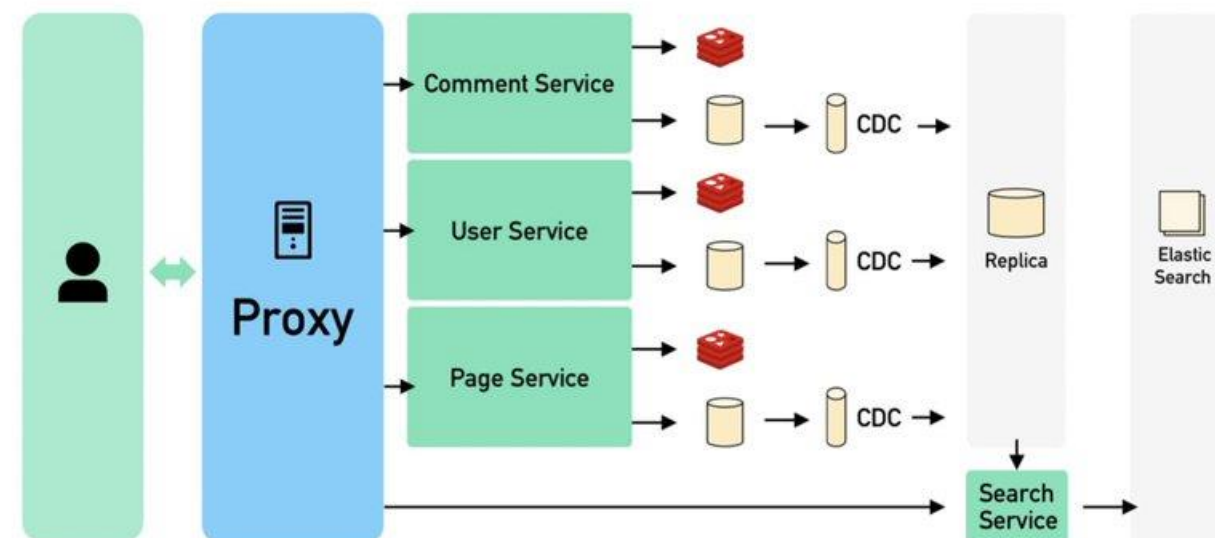 Proxy
Comment Service
CDC
User Service
CDC
Page Service
CDC
Replica
Elastic
Search
Search
Service